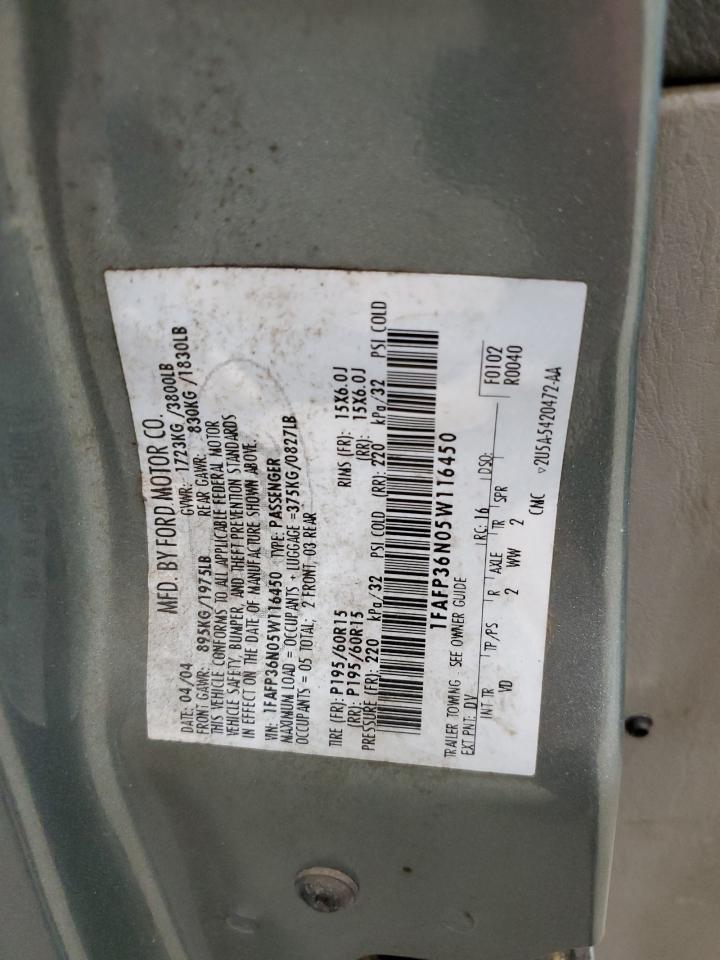 MFD. BY FORD MOTOR CO.
DATE: 04/04 GVWR: 1723KG/3800LB
FRONT GAWR: 895KG/1975LB REAR GAWR: 830KG/1830LB
THIS VEHICLE CONFORMS TO ALL APPLICABLE FEDERAL MOTOR
VEHICLE SAFETY, BUMPER, AND THEFT PREVENTION STANDARDS
IN EFFECT ON THE DATE OF MANUFACTURE SHOWN ABOVE.
VIN: 1FAFP36N05W116450 TYPE: PASSENGER
MAXIMUM LOAD = OCCUPANTS + LUGGAGE =375KG/0827LB
OCCUPANTS = 05 TOTAL; 2 FRONT, 03 REAR
TIRE (FR): P195/60R15 RIMS (FR): 15X6.0J
(RR): P195/60R15 (RR): 15X6.0J
PRESSURE (FR): 220 kPa/32 PSI COLD (RR): 220 kPa/32 PSI COLD
1FAFP36N05W116450
TRAILER TOWING - SEE OWNER GUIDE
EXT PNT: DV RC: 16 DSO: F0102
INT TR TP/PS R AXLE TR SPR R0040
VD 2 WW 2
CMC ▽2U5A-5420472-AA